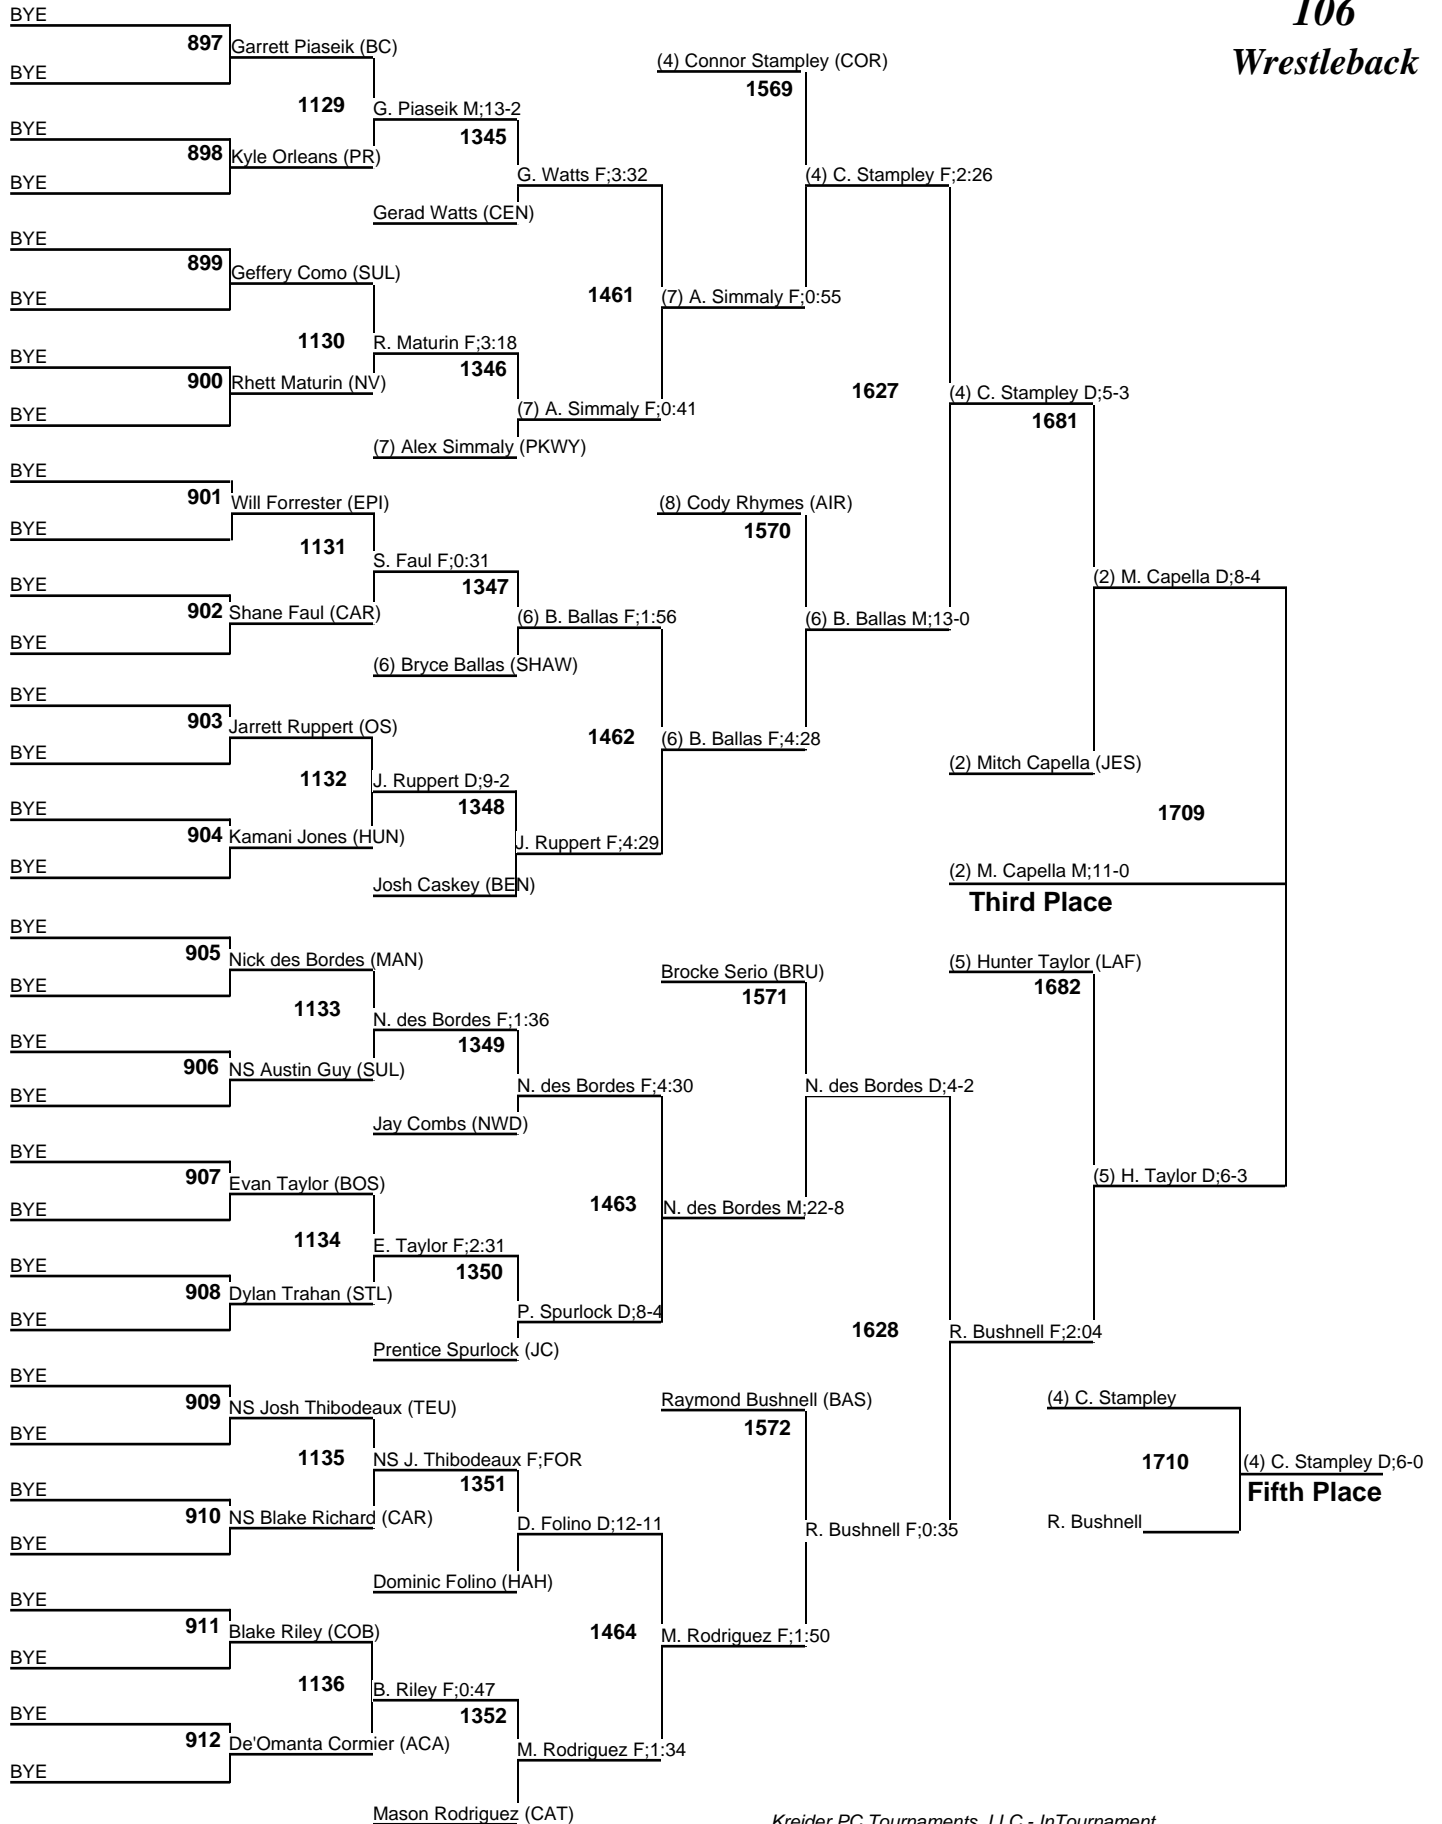 106
Wrestleback
BYE
897 Garrett Piaseik (BC)
BYE
1129 G. Piaseik M;13-2
1345
BYE
898 Kyle Orleans (PR)
BYE
G. Watts F;3:32
Gerad Watts (CEN)
(4) Connor Stampley (COR)
1569
(4) C. Stampley F;2:26
BYE
899 Geffery Como (SUL)
BYE
1461 (7) A. Simmaly F;0:55
1130 R. Maturin F;3:18
1346
BYE
900 Rhett Maturin (NV)
BYE
(7) A. Simmaly F;0:41
(7) Alex Simmaly (PKWY)
1627 (4) C. Stampley D;5-3
1681
BYE
901 Will Forrester (EPI)
BYE
(8) Cody Rhymes (AIR)
1570
1131 S. Faul F;0:31
1347
BYE
902 Shane Faul (CAR)
BYE
(6) B. Ballas F;1:56
(6) Bryce Ballas (SHAW)
(6) B. Ballas M;13-0
(2) M. Capella D;8-4
BYE
903 Jarrett Ruppert (OS)
BYE
1462 (6) B. Ballas F;4:28
(2) Mitch Capella (JES)
1132 J. Ruppert D;9-2
1348
1709
BYE
904 Kamani Jones (HUN)
BYE
J. Ruppert F;4:29
Josh Caskey (BEN)
(2) M. Capella M;11-0
Third Place
BYE
905 Nick des Bordes (MAN)
BYE
Brocke Serio (BRU)
1571
(5) Hunter Taylor (LAF)
1682
1133 N. des Bordes F;1:36
1349
BYE
906 NS Austin Guy (SUL)
BYE
N. des Bordes F;4:30
Jay Combs (NWD)
N. des Bordes D;4-2
BYE
907 Evan Taylor (BOS)
BYE
1463 N. des Bordes M;22-8
(5) H. Taylor D;6-3
1134 E. Taylor F;2:31
1350
BYE
908 Dylan Trahan (STL)
BYE
P. Spurlock D;8-4
Prentice Spurlock (JC)
1628 R. Bushnell F;2:04
BYE
909 NS Josh Thibodeaux (TEU)
BYE
Raymond Bushnell (BAS)
1572
(4) C. Stampley
1135 NS J. Thibodeaux F;FOR
1351
1710 (4) C. Stampley D;6-0
Fifth Place
BYE
910 NS Blake Richard (CAR)
BYE
D. Folino D;12-11
Dominic Folino (HAH)
R. Bushnell F;0:35
R. Bushnell
BYE
911 Blake Riley (COB)
BYE
1464 M. Rodriguez F;1:50
1136 B. Riley F;0:47
1352
BYE
912 De'Omanta Cormier (ACA)
BYE
M. Rodriguez F;1:34
Mason Rodriguez (CAT)
Kreider PC Tournaments, LLC - InTournament